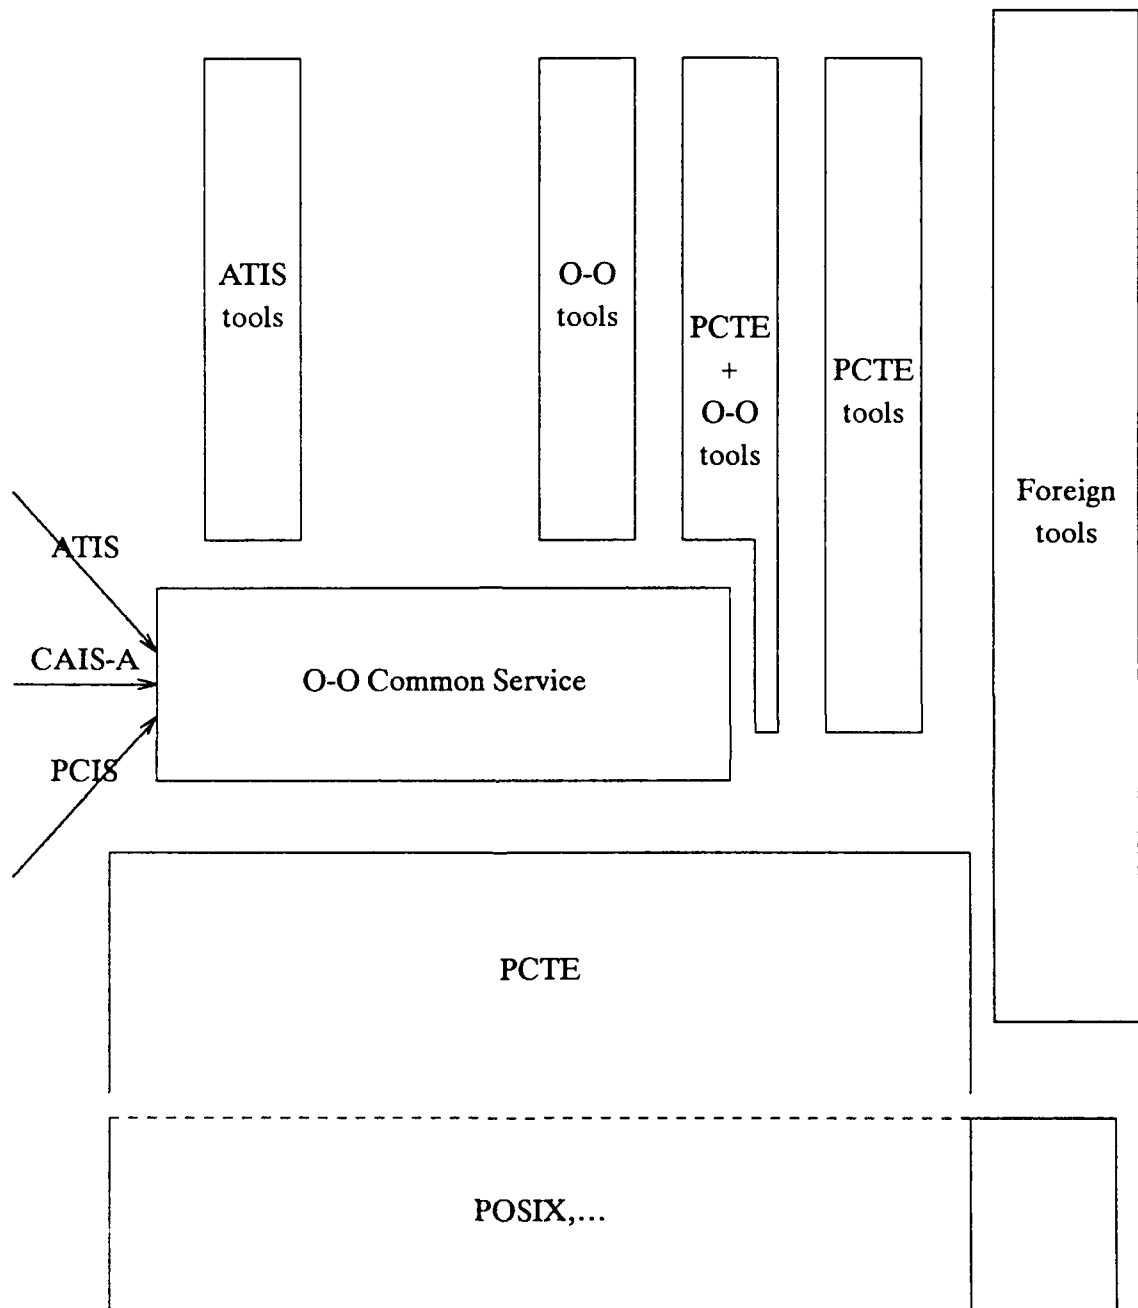 ATIS
tools
O-O
tools
PCTE
+
O-O
tools
PCTE
tools
Foreign
tools
ATIS
CAIS-A
PCIS
O-O Common Service
PCTE
POSIX,...